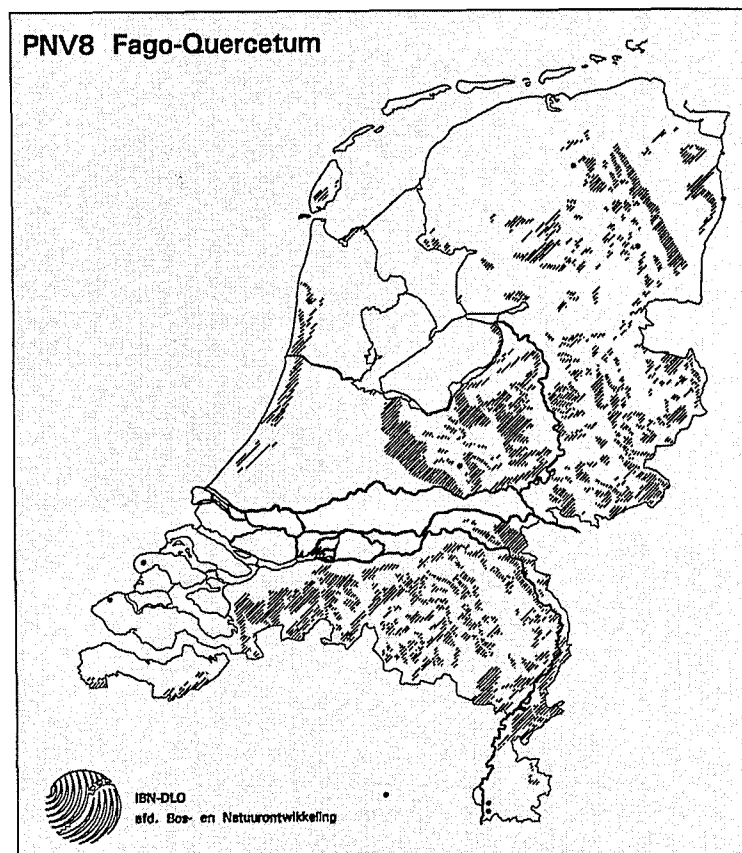 PNV8 Fago-Quercetum
IBN-DLO
afd. Bos- en Natuurontwikkeling